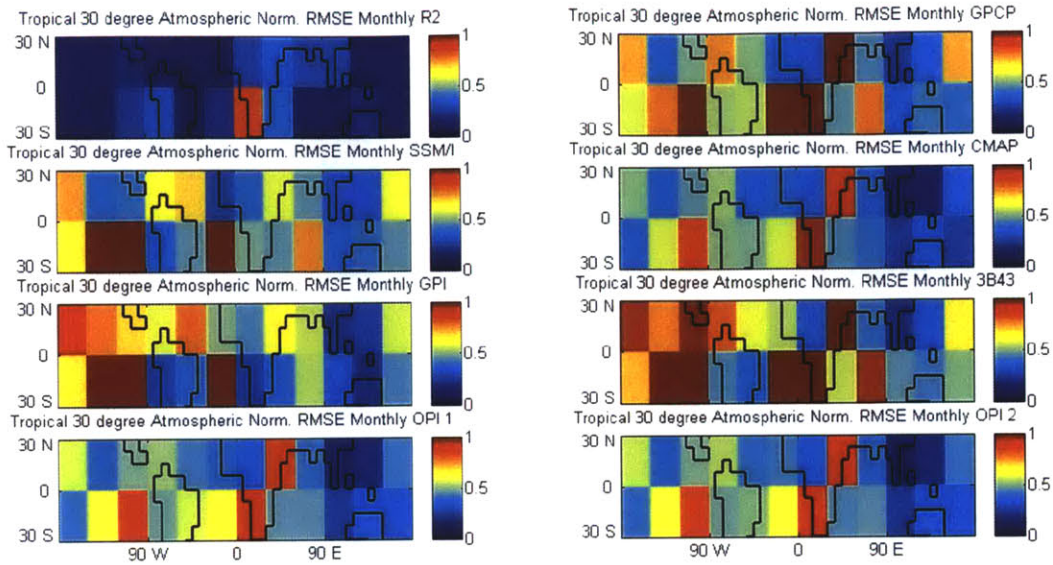 Tropical 30 degree Atmospheric Norm. RMSE Monthly R2
30 N
0
30 S
1
0.5
0
Tropical 30 degree Atmospheric Norm. RMSE Monthly GPCP
30 N
0
30 S
1
0.5
0
Tropical 30 degree Atmospheric Norm. RMSE Monthly SSM/I
30 N
0
30 S
1
0.5
0
Tropical 30 degree Atmospheric Norm. RMSE Monthly CMAP
30 N
0
30 S
1
0.5
0
Tropical 30 degree Atmospheric Norm. RMSE Monthly GPI
30 N
0
30 S
1
0.5
0
Tropical 30 degree Atmospheric Norm. RMSE Monthly 3B43
30 N
0
30 S
1
0.5
0
Tropical 30 degree Atmospheric Norm. RMSE Monthly OPI 1
30 N
0
30 S
90 W 0 90 E
1
0.5
0
Tropical 30 degree Atmospheric Norm. RMSE Monthly OPI 2
30 N
0
30 S
90 W 0 90 E
1
0.5
0